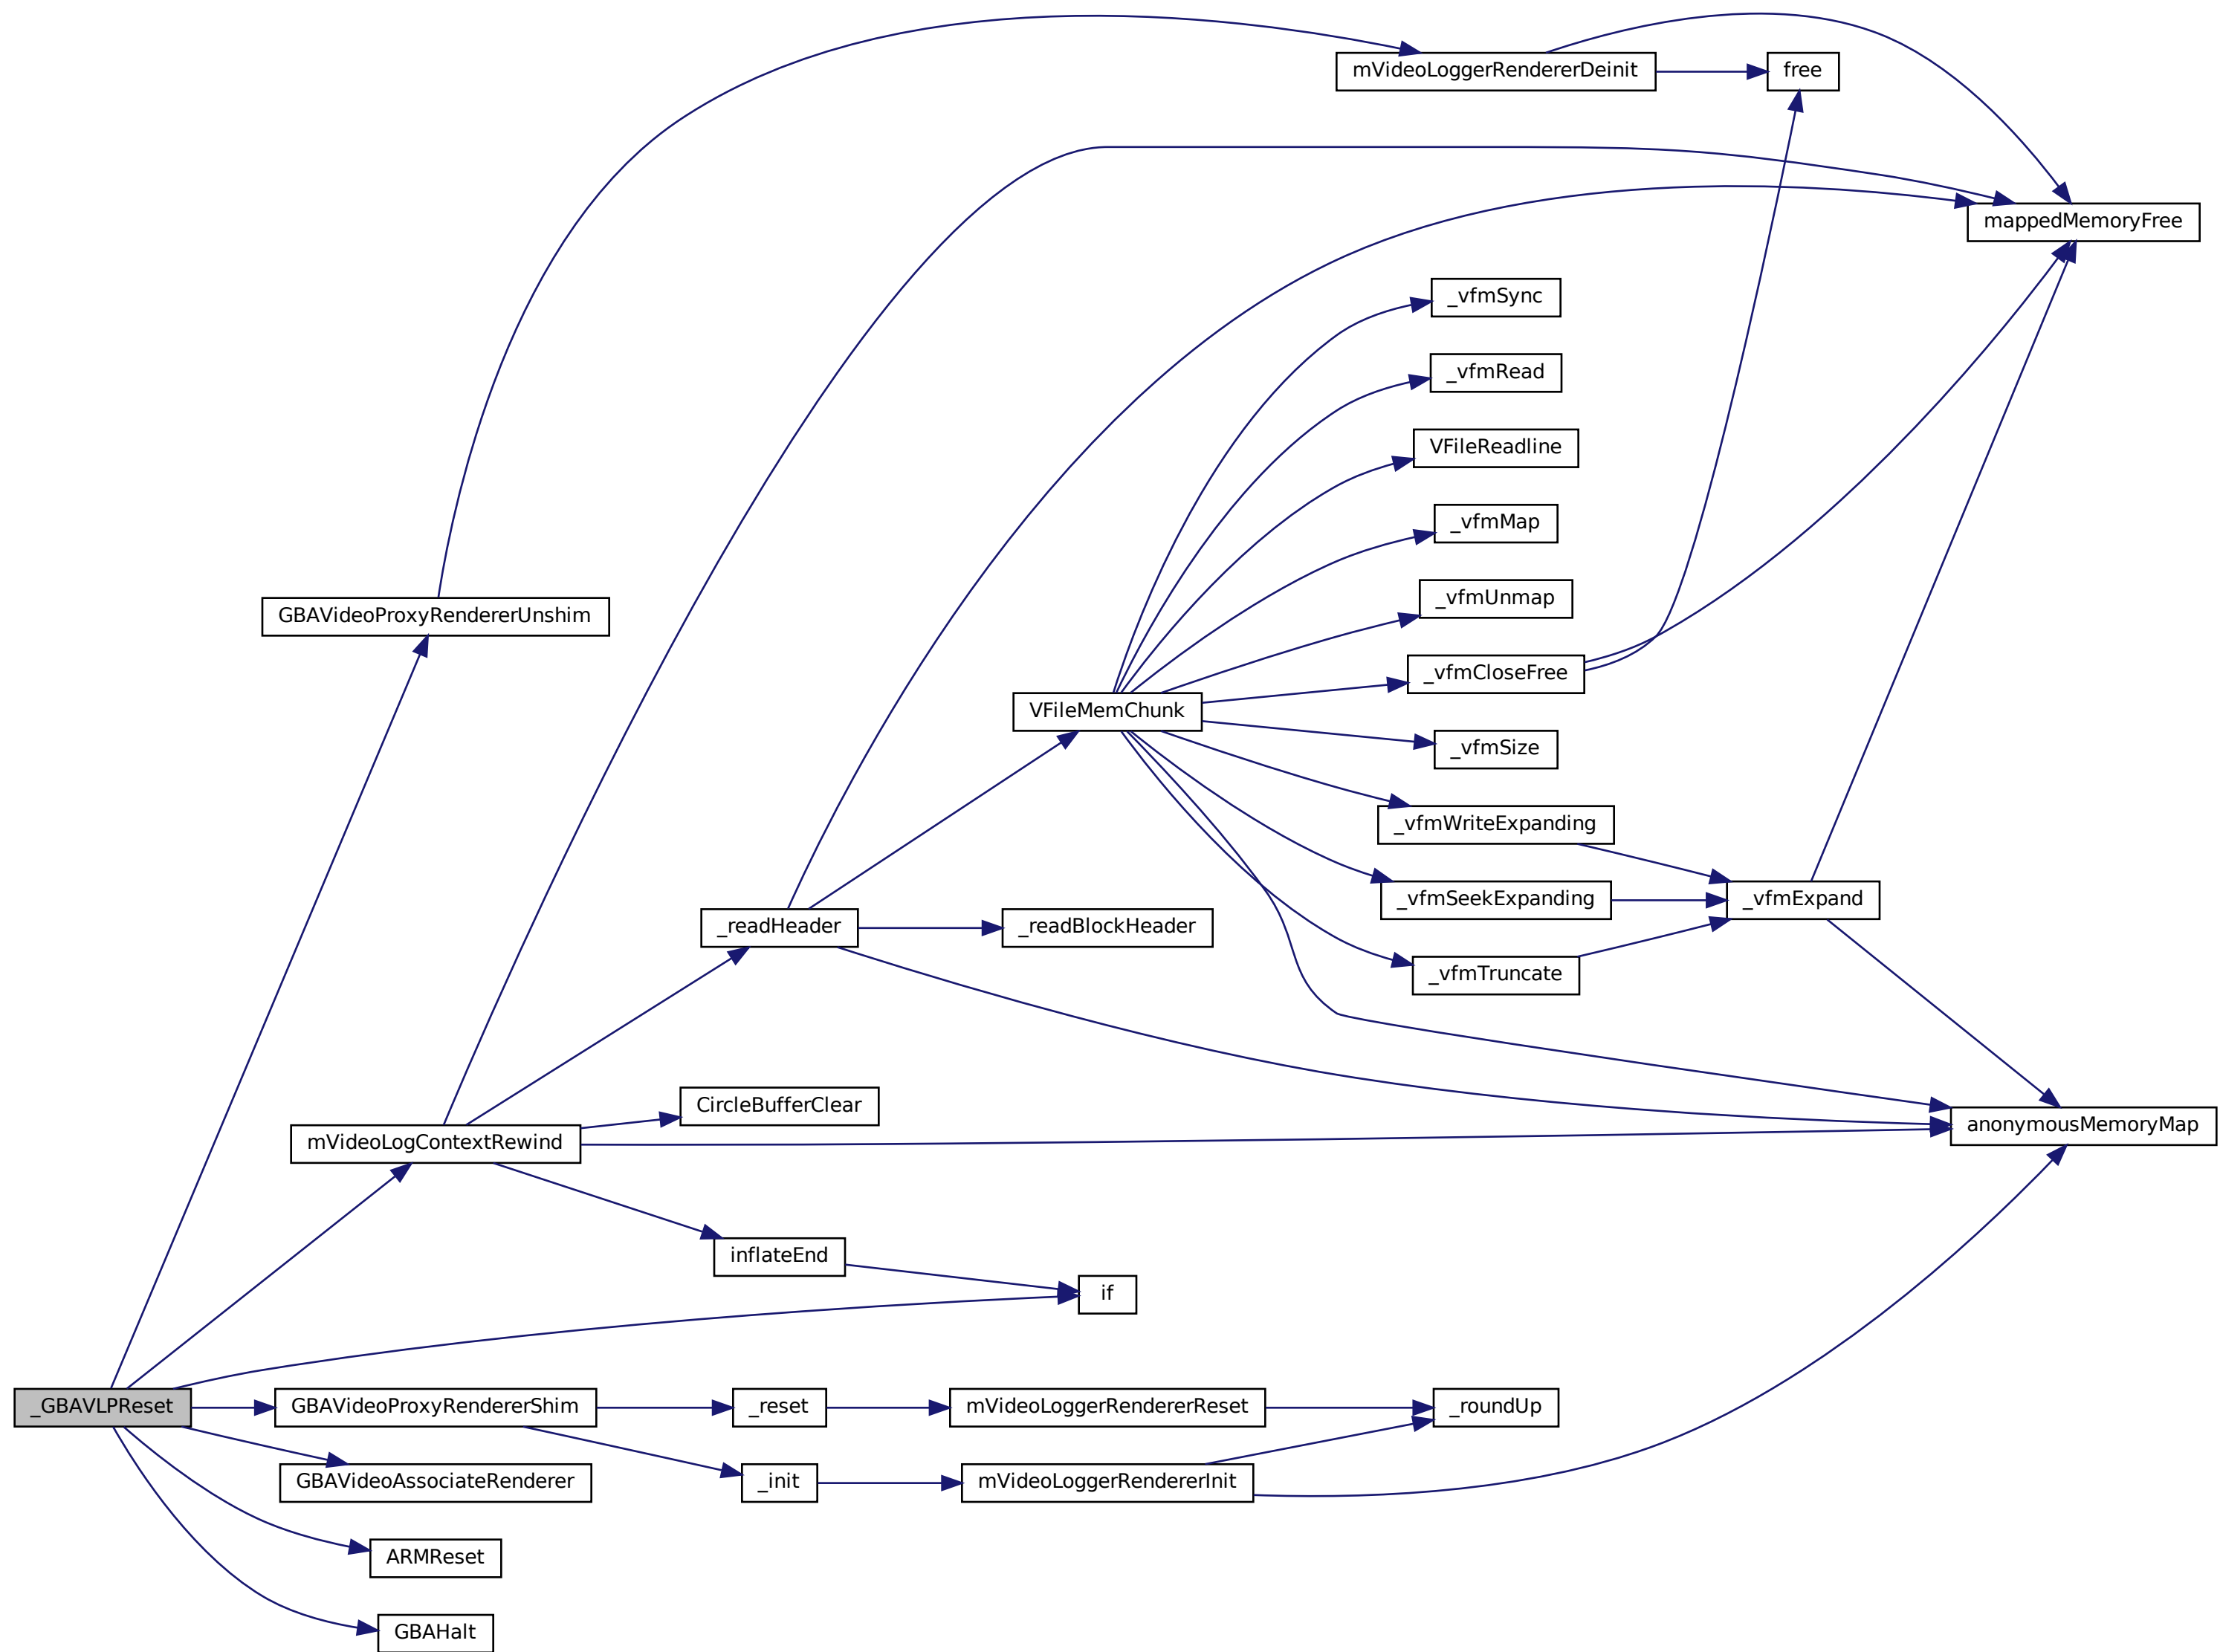 mVideoLoggerRendererDeinit
free
mappedMemoryFree
_vfmSync
_vfmRead
VFileReadline
_vfmMap
_vfmUnmap
GBAVideoProxyRendererUnshim
_vfmCloseFree
VFileMemChunk
_vfmSize
_vfmWriteExpanding
_vfmSeekExpanding
_vfmExpand
_readHeader
_readBlockHeader
_vfmTruncate
CircleBufferClear
anonymousMemoryMap
mVideoLogContextRewind
inflateEnd
if
_GBAVLPReset
GBAVideoProxyRendererShim
_reset
mVideoLoggerRendererReset
_roundUp
GBAVideoAssociateRenderer
_init
mVideoLoggerRendererInit
ARMReset
GBAHalt